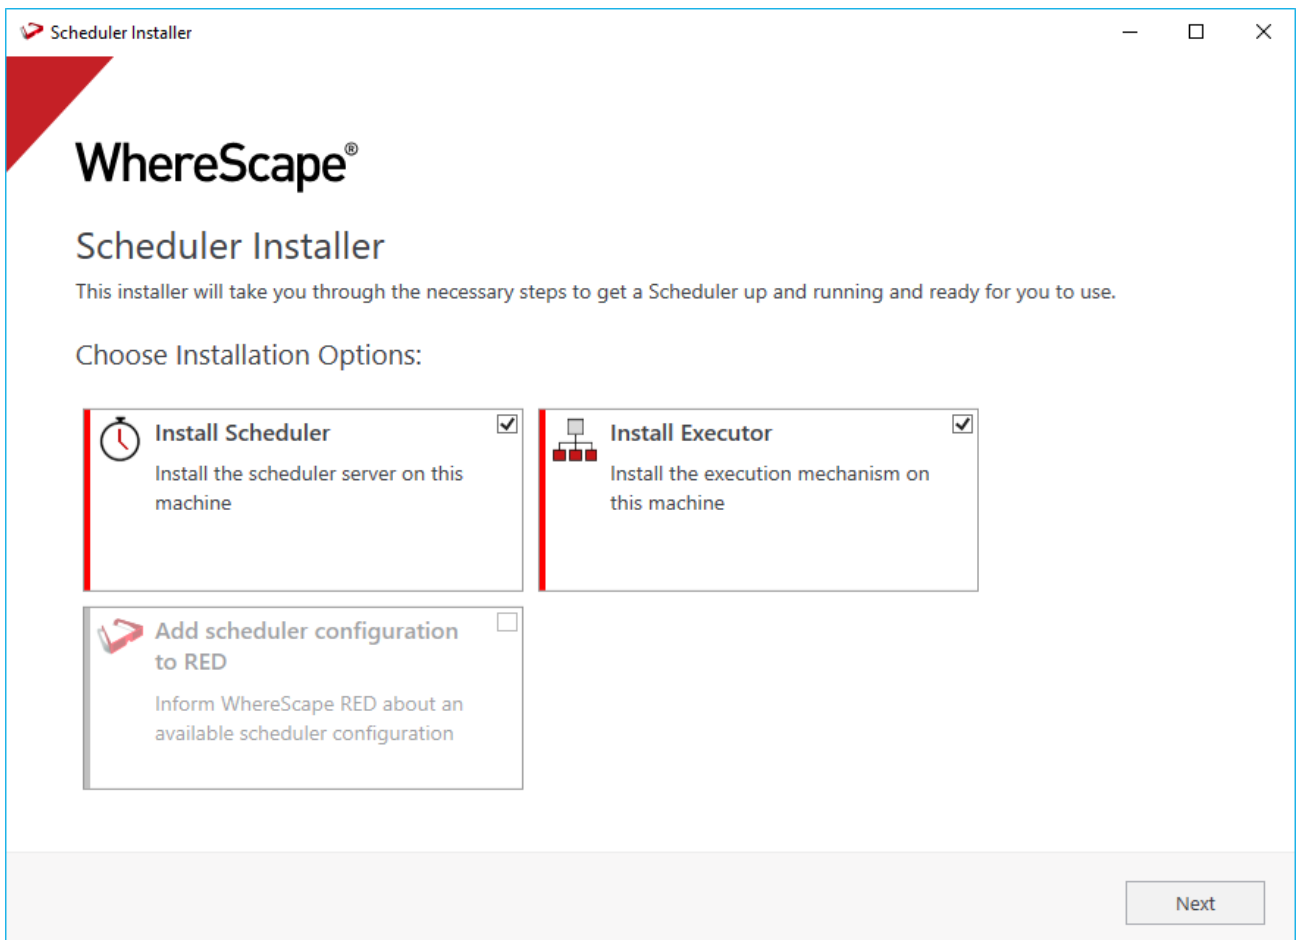 Scheduler Installer
WhereScape®
Scheduler Installer
This installer will take you through the necessary steps to get a Scheduler up and running and ready for you to use.
Choose Installation Options:
Install Scheduler
Install the scheduler server on this
machine
Install Executor
Install the execution mechanism on
this machine
Add scheduler configuration
to RED
Inform WhereScape RED about an
available scheduler configuration
Next